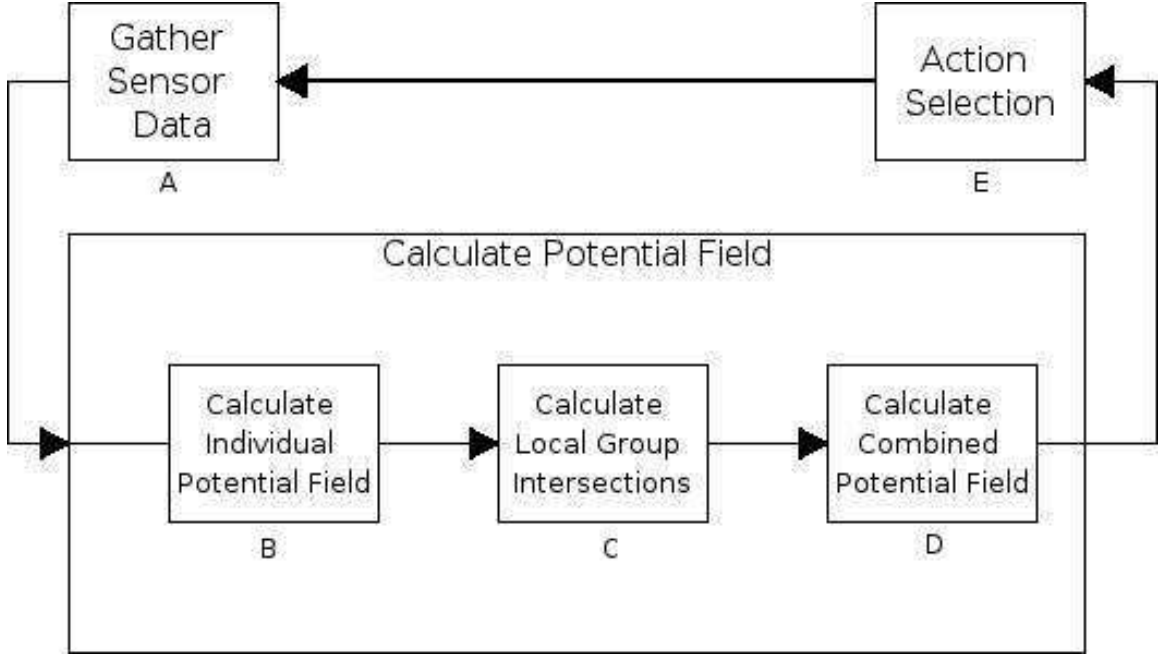 Gather
Sensor
Data
A
Action
Selection
E
Calculate Potential Field
Calculate
Individual
Potential Field
B
Calculate
Local Group
Intersections
C
Calculate
Combined
Potential Field
D